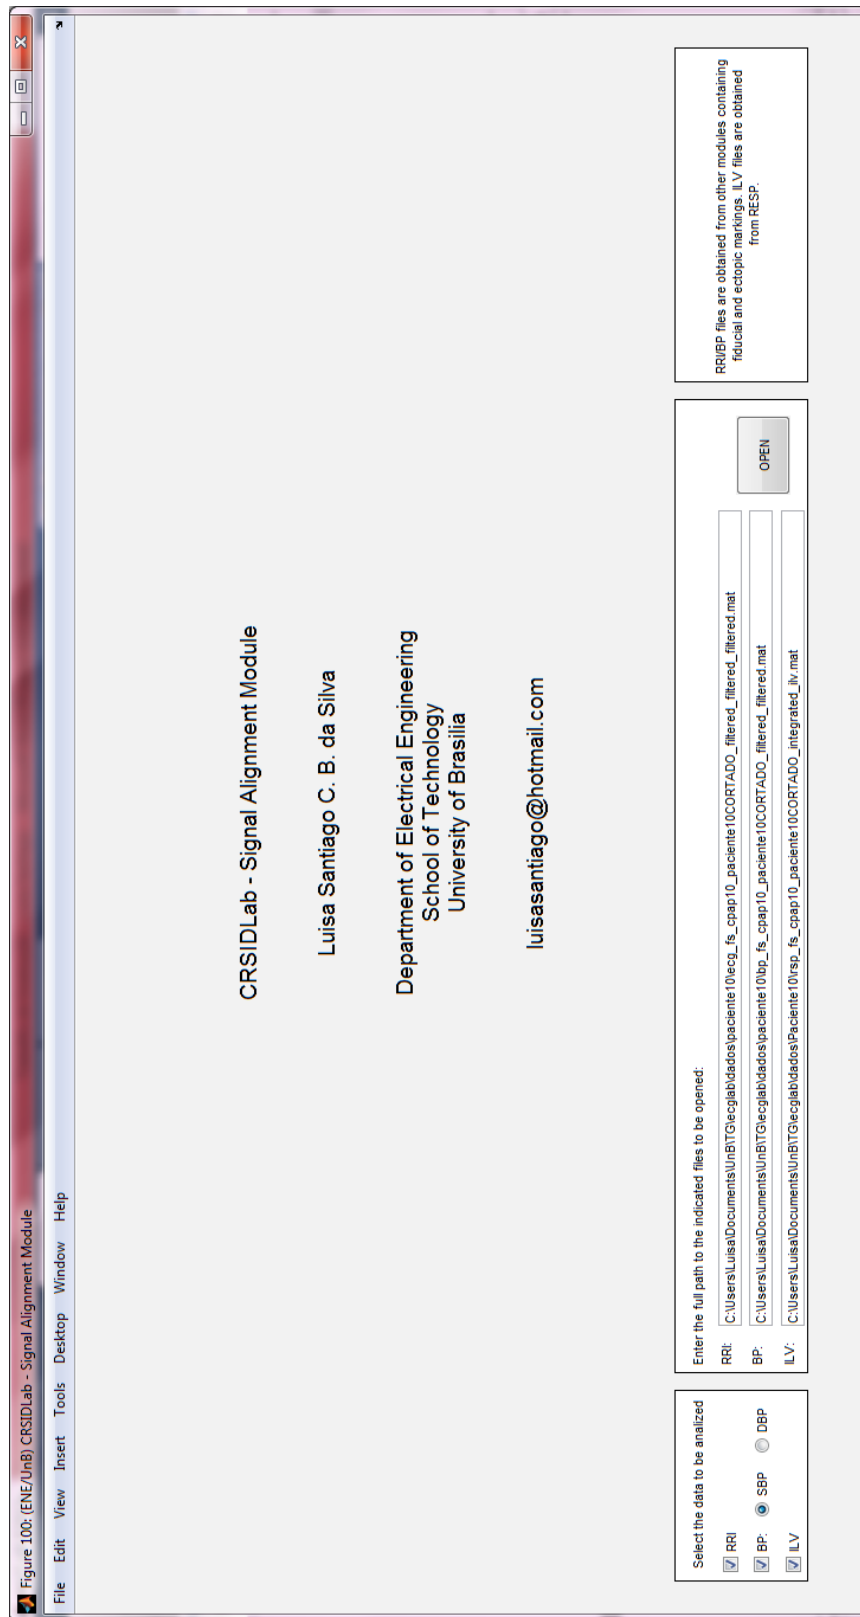 Figure 100: (ENE/UnB) CRSIDLab - Signal Alignment Module
File Edit View Insert Tools Desktop Window Help
CRSIDLab - Signal Alignment Module
Luisa Santiago C. B. da Silva
Department of Electrical Engineering
School of Technology
University of Brasilia
luisasantiago@hotmail.com
Select the data to be analized
RRI
BP: SBP DBP
ILV
Enter the full path to the indicated files to be opened:
RRI: C:\Users\Luisa\Documents\UnB\TG\ecglab\dados\paciente10\ecg_fs_cpap10_paciente10CORTADO_filtered_filtered.mat
BP: C:\Users\Luisa\Documents\UnB\TG\ecglab\dados\paciente10\bp_fs_cpap10_paciente10CORTADO_filtered.mat
ILV: C:\Users\Luisa\Documents\UnB\TG\ecglab\dados\Paciente10\rsp_fs_cpap10_paciente10CORTADO_integrated_ilv.mat
OPEN
RRI/BP files are obtained from other modules containing
fiducial and ectopic markings. ILV files are obtained
from RESP.